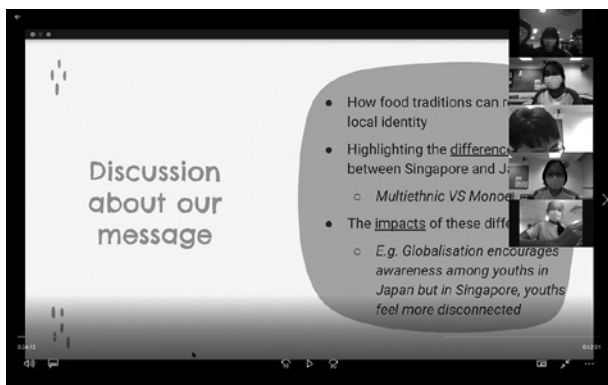 Discussion
about our
message
● How food traditions can
local identity
● Highlighting the difference
between Singapore and
○ Multiethnic VS
● The impacts of these
○ E.g. Globalisation encourages
awareness among youths in
Japan but in Singapore, youths
feel more disconnected